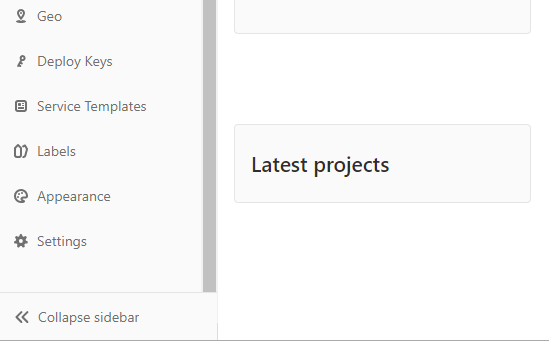 Geo
Deploy Keys
Service Templates
Labels
Appearance
Settings
Collapse sidebar
Latest projects